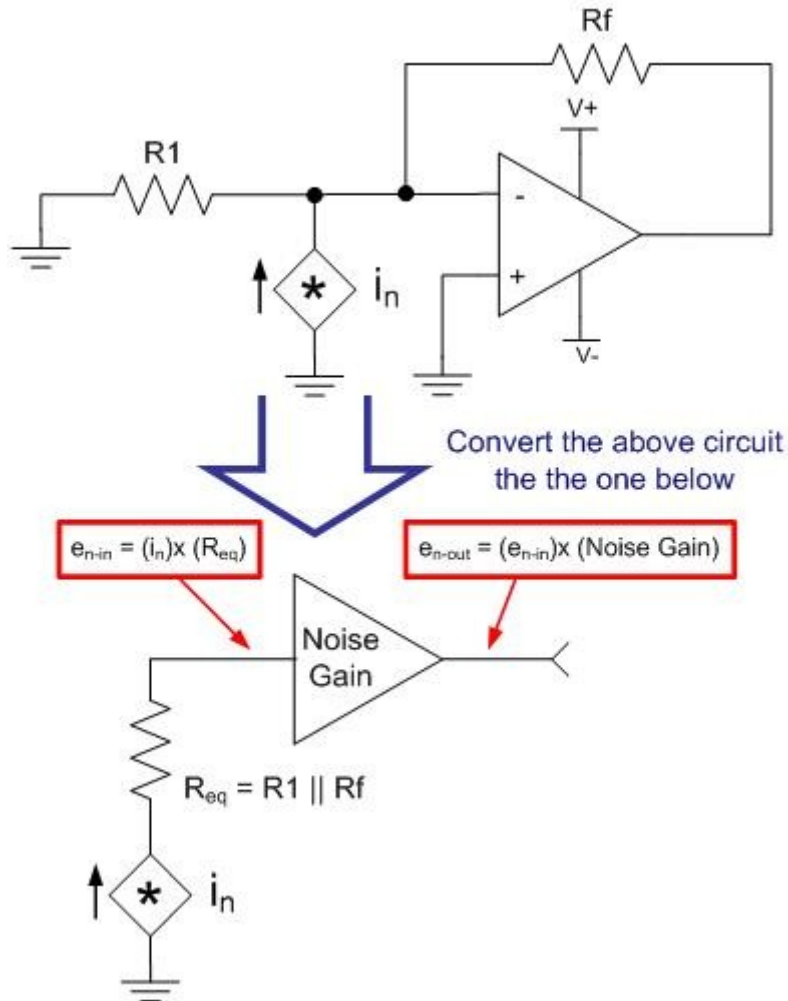 Rf
V+
R1
-
*
iₙ
+
V-
Convert the above circuit
the the one below
eₙ₋ᵢₙ = (iₙ)x (Req)
eₙ₋out = (eₙ₋ᵢₙ)x (Noise Gain)
Noise
Gain
Req = R1 || Rf
*
iₙ